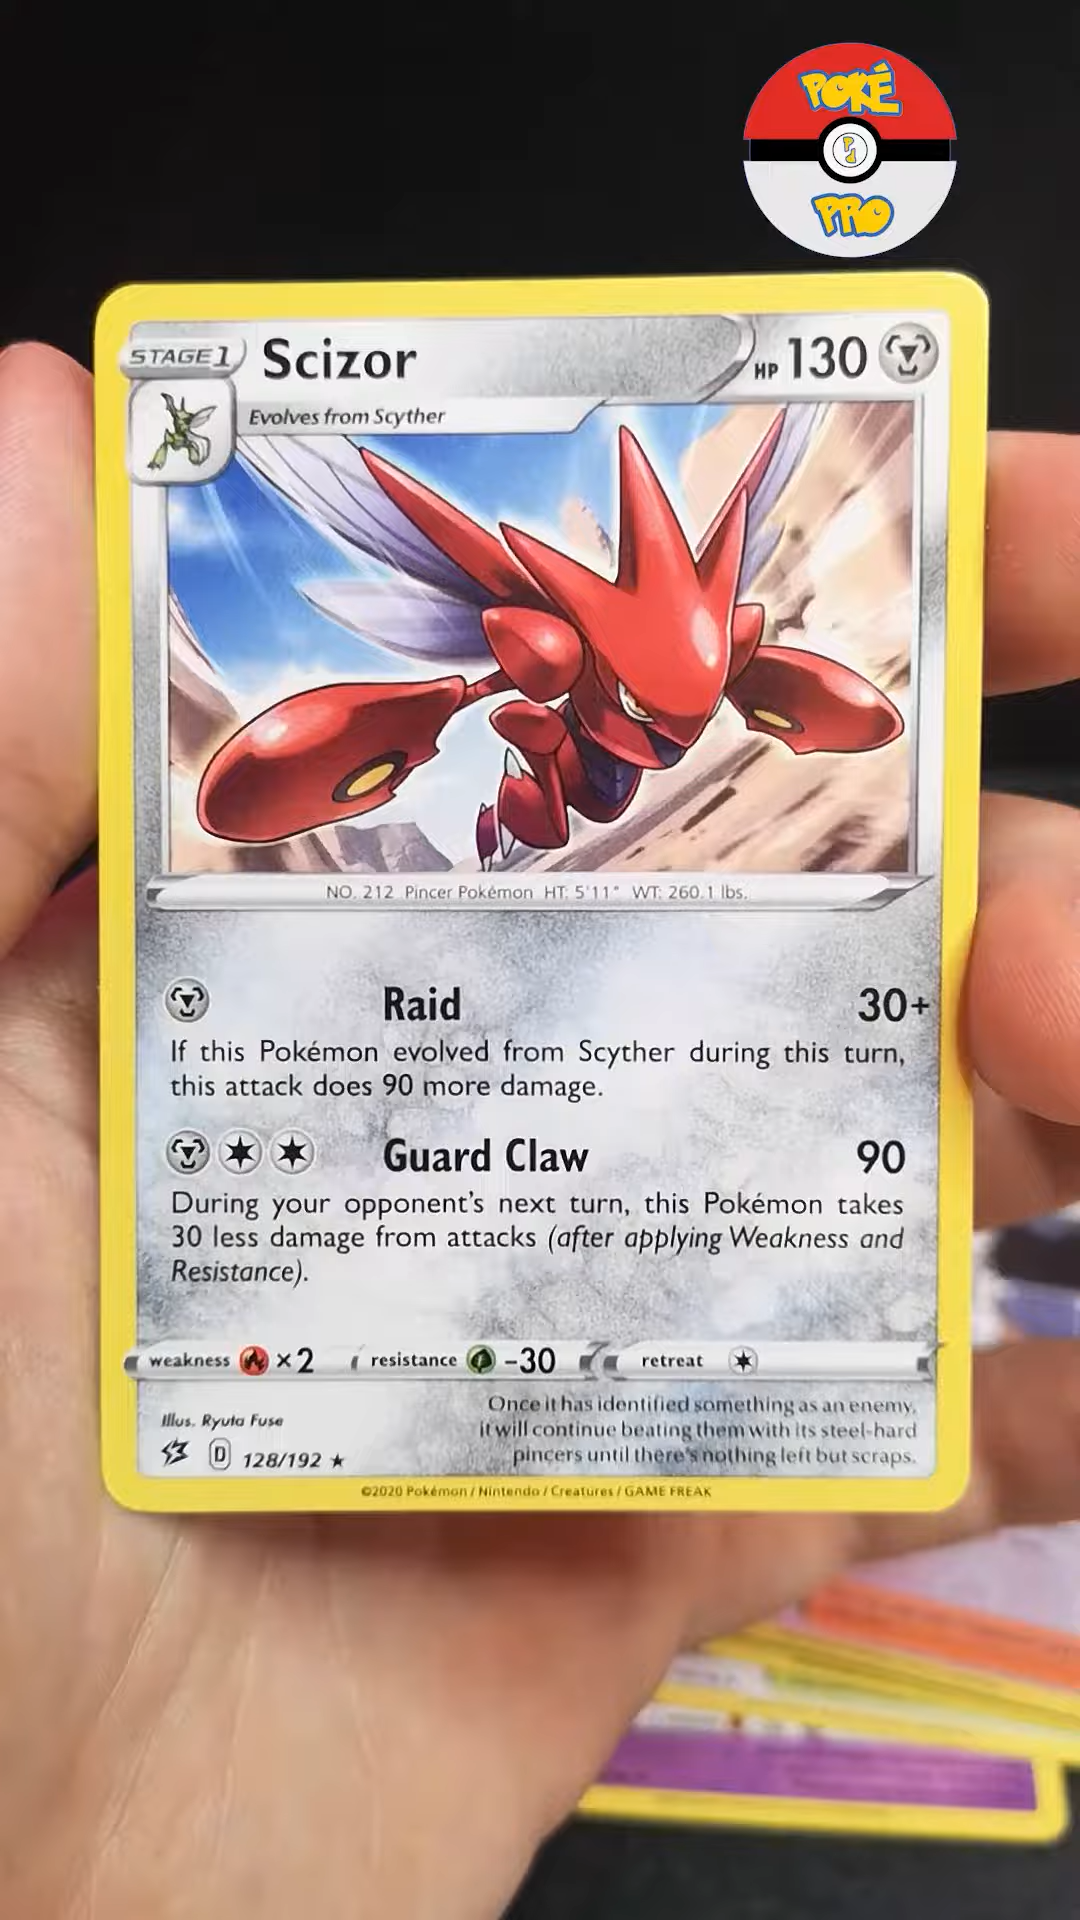 POKÉ
PRO
STAGE 1 Scizor HP 130
Evolves from Scyther
NO. 212 Pincer Pokémon HT: 5'11" WT: 260.1 lbs.
Raid 30+
If this Pokémon evolved from Scyther during this turn,
this attack does 90 more damage.
Guard Claw 90
During your opponent's next turn, this Pokémon takes
30 less damage from attacks (after applying Weakness and
Resistance).
weakness ×2 resistance -30 retreat
Once it has identified something as an enemy,
it will continue beating them with its steel-hard
pincers until there's nothing left but scraps.
Illus. Ryuta Fuse
D 128/192 ★
©2020 Pokémon / Nintendo / Creatures / GAME FREAK